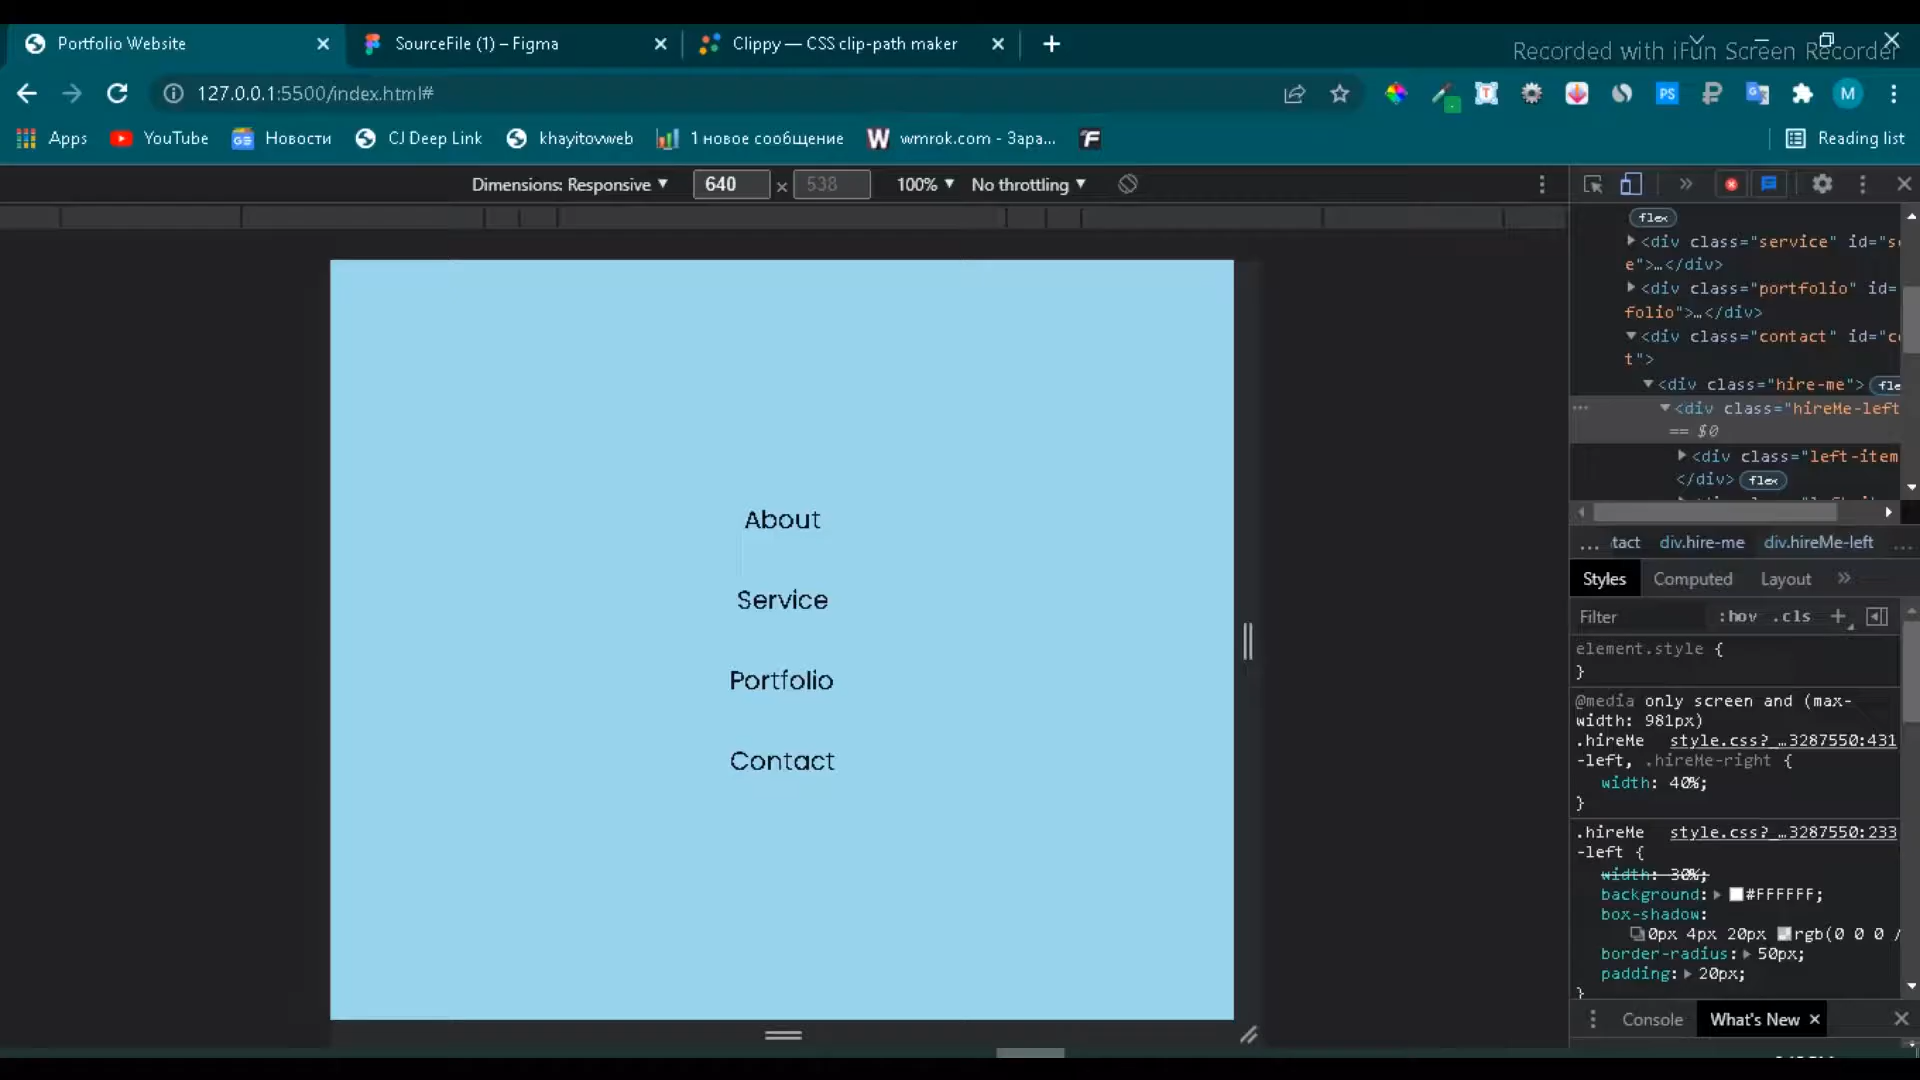 Portfolio Website
SourceFile (1) – Figma
Clippy — CSS clip-path maker
Recorded with iFun Screen Recorder
127.0.0.1:5500/index.html#
PS
M
Apps
YouTube
Новости
CJ Deep Link
khayitovweb
1 новое сообщение
wmrok.com - Зара...
Reading list
Dimensions: Responsive
640 x 538
100%
No throttling
flex
<div class="service" id="s
e">…</div>
<div class="portfolio" id=
folio">…</div>
<div class="contact" id="c
t">
<div class="hire-me"> fle
<div class="hireMe-left
== $0
<div class="left-item
</div> flex
... tact div.hire-me div.hireMe-left ...
Styles Computed Layout
Filter :hov .cls
element.style {
}
@media only screen and (max-
width: 981px)
.hireMe style.css?_…3287550:431
-left, .hireMe-right {
width: 40%;
}
.hireMe style.css?_…3287550:233
-left {
width: 30%;
background: #FFFFFF;
box-shadow:
0px 4px 20px rgb(0 0 0 /
border-radius: 50px;
padding: 20px;
}
Console What's New
About
Service
Portfolio
Contact